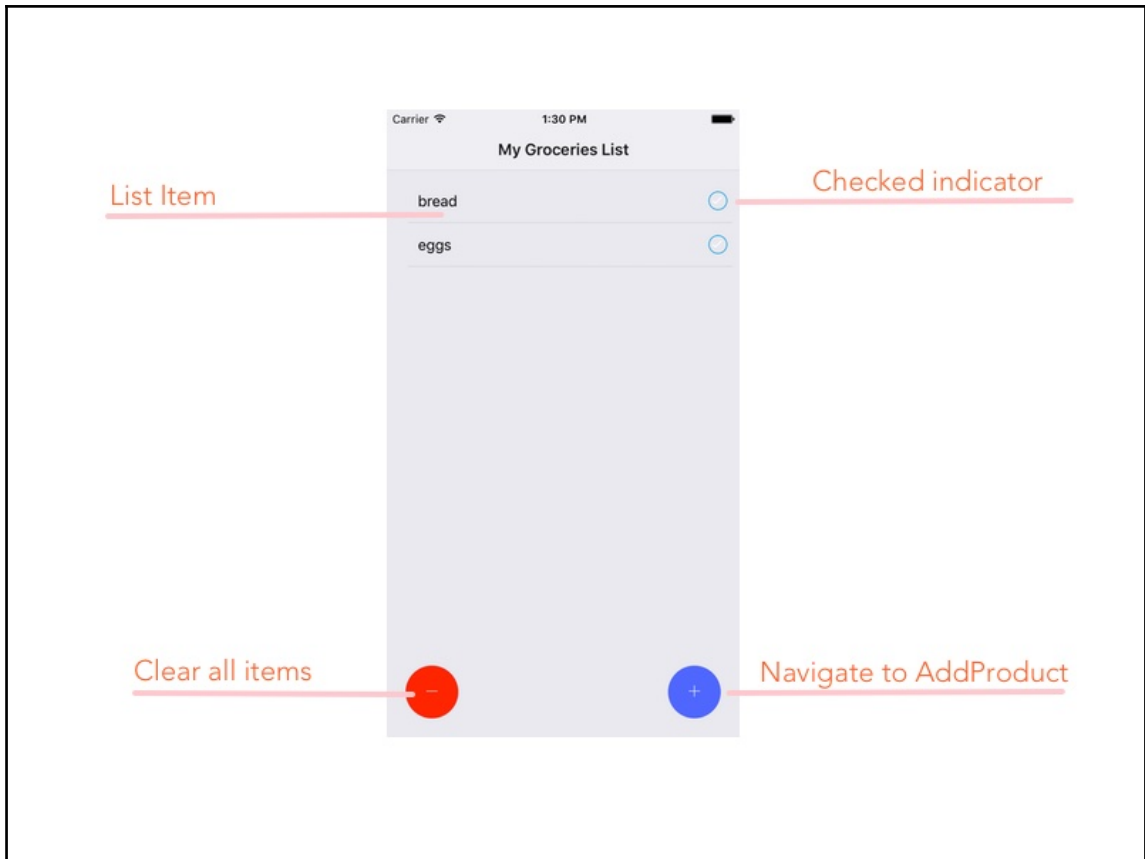 Carrier
1:30 PM
My Groceries List
List Item
bread
Checked indicator
eggs
Clear all items
−
+
Navigate to AddProduct